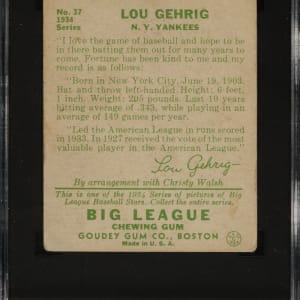 No. 37
1934
Series
LOU GEHRIG
N. Y. YANKEES
"I love the game of baseball and hope to
be in there batting them out for many years
to come. Fortune has been kind to me and my
record is as follows:
"Born in New York City, June 19, 1903.
Bat and throw left-handed. Height: 6 feet,
1 inch. Weight: 205 pounds. Last 10 years
hitting average of .343, while playing in an
average of 149 games per year.
"Led the American League in runs scored
in 1933. In 1927 received the vote of the most
valuable player in the American League."
Lou Gehrig
By arrangement with Christy Walsh
This is one of the 1934 Series of pictures of Big
League Baseball Stars. Collect the entire series.
BIG LEAGUE
CHEWING GUM
GOUDEY GUM CO., BOSTON
Made in U. S. A.